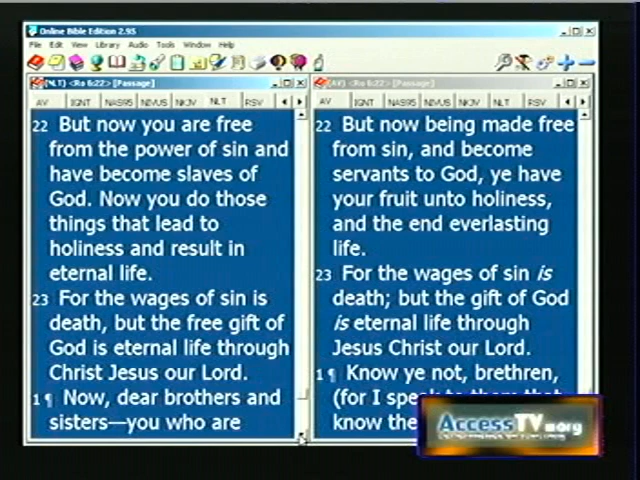 Online Bible Edition 2.95
File Edit View Library Audio Tools Window Help
(NLT) <Ro 6:22> [Passage]
AV IGNT NAS95 NIVUS NKJV NLT RSV
22 But now you are free
from the power of sin and
have become slaves of
God. Now you do those
things that lead to
holiness and result in
eternal life.
23 For the wages of sin is
death, but the free gift of
God is eternal life through
Christ Jesus our Lord.
1 ¶ Now, dear brothers and
sisters—you who are
(AV) <Ro 6:22> [Passage]
AV IGNT NAS95 NIVUS NKJV NLT RSV
22 But now being made free
from sin, and become
servants to God, ye have
your fruit unto holiness,
and the end everlasting
life.
23 For the wages of sin is
death; but the gift of God
is eternal life through
Jesus Christ our Lord.
1 ¶ Know ye not, brethren,
(for I speak to them that
know the
AccessTV.org